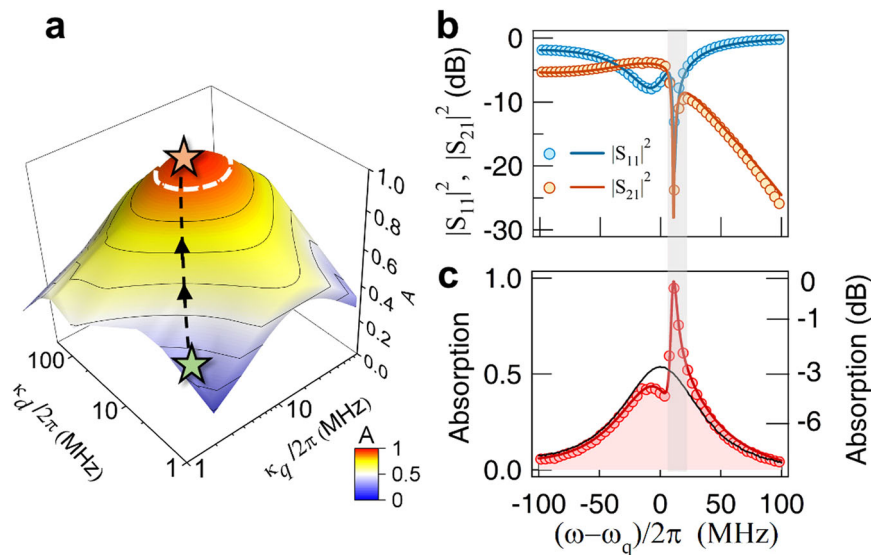 a
1.0
0.8
0.6
0.4
0.2
0.0
A
100
10
1
κd/2π (MHz)
1
10
κq/2π (MHz)
A
1
0.5
0
b
|S11|², |S21|² (dB)
0
-10
-20
-30
|S11|²
|S21|²
c
Absorption
1.0
0.5
0.0
0
-1
-3
-6
Absorption (dB)
-100 -50 0 50 100
(ω−ωq)/2π (MHz)